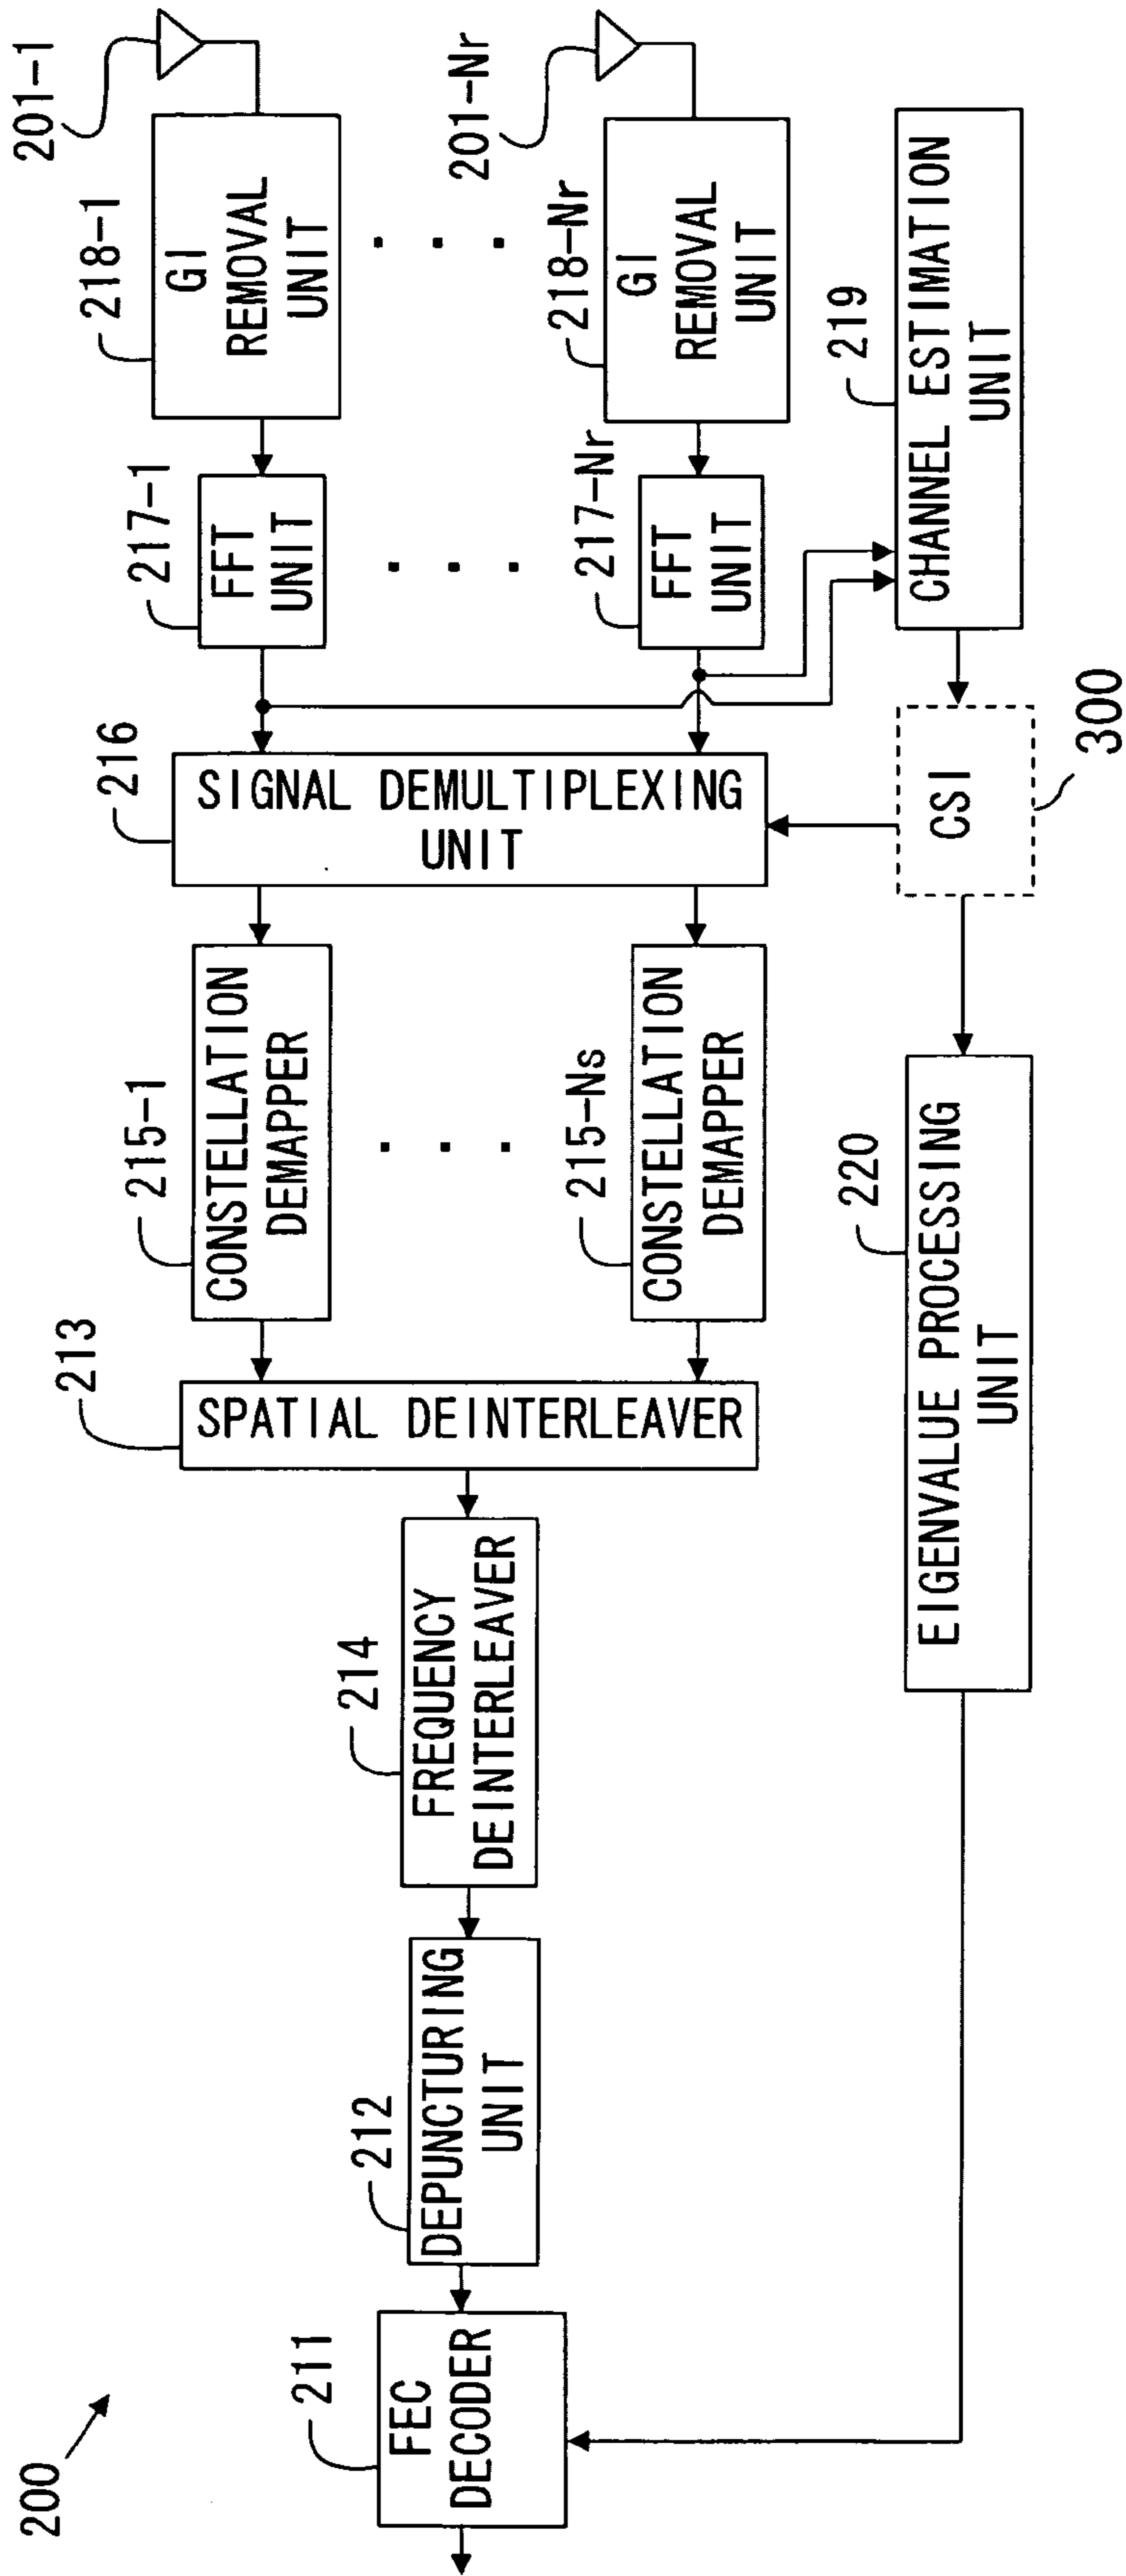 200
211
FEC
DECODER
212
DEPUNCTURING
UNIT
214
FREQUENCY
DEINTERLEAVER
213
SPATIAL DEINTERLEAVER
215-1
CONSTELLATION
DEMAPPER
215-Ns
CONSTELLATION
DEMAPPER
216
SIGNAL DEMULTIPLEXING
UNIT
217-1
FFT
UNIT
217-Nr
FFT
UNIT
218-1
GI
REMOVAL
UNIT
218-Nr
GI
REMOVAL
UNIT
201-1
201-Nr
220
EIGENVALUE PROCESSING
UNIT
CSI
300
219
CHANNEL ESTIMATION
UNIT